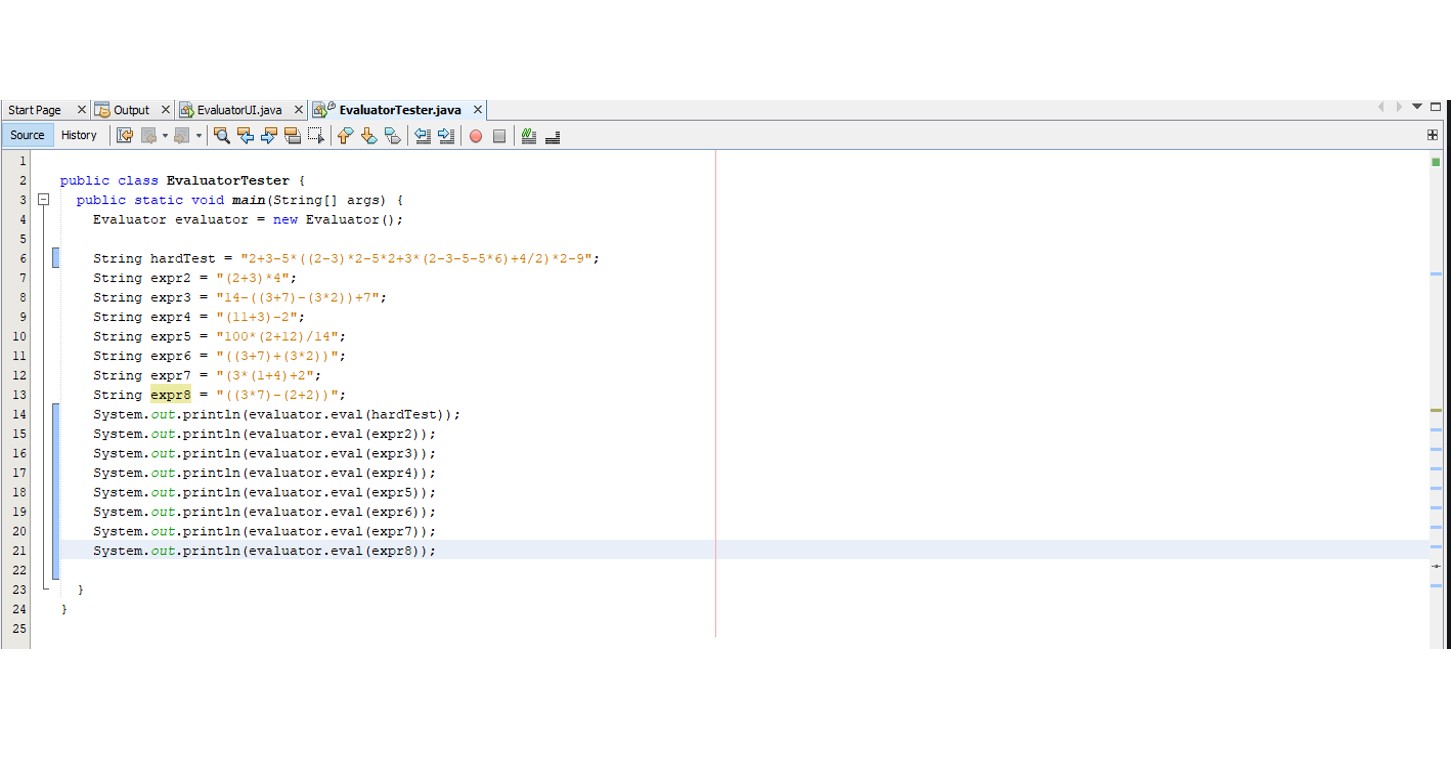 Start Page Output EvaluatorUI.java EvaluatorTester.java
Source History
1
2 public class EvaluatorTester {
3 public static void main(String[] args) {
4 Evaluator evaluator = new Evaluator();
5
6 String hardTest = "2+3-5*((2-3)*2-5*2+3*(2-3-5-5*6)+4/2)*2-9";
7 String expr2 = "(2+3)*4";
8 String expr3 = "14-((3+7)-(3*2))+7";
9 String expr4 = "(11+3)-2";
10 String expr5 = "100*(2+12)/14";
11 String expr6 = "((3+7)+(3*2))";
12 String expr7 = "(3*(1+4)+2";
13 String expr8 = "((3*7)-(2+2))";
14 System.out.println(evaluator.eval(hardTest));
15 System.out.println(evaluator.eval(expr2));
16 System.out.println(evaluator.eval(expr3));
17 System.out.println(evaluator.eval(expr4));
18 System.out.println(evaluator.eval(expr5));
19 System.out.println(evaluator.eval(expr6));
20 System.out.println(evaluator.eval(expr7));
21 System.out.println(evaluator.eval(expr8));
22
23 }
24 }
25